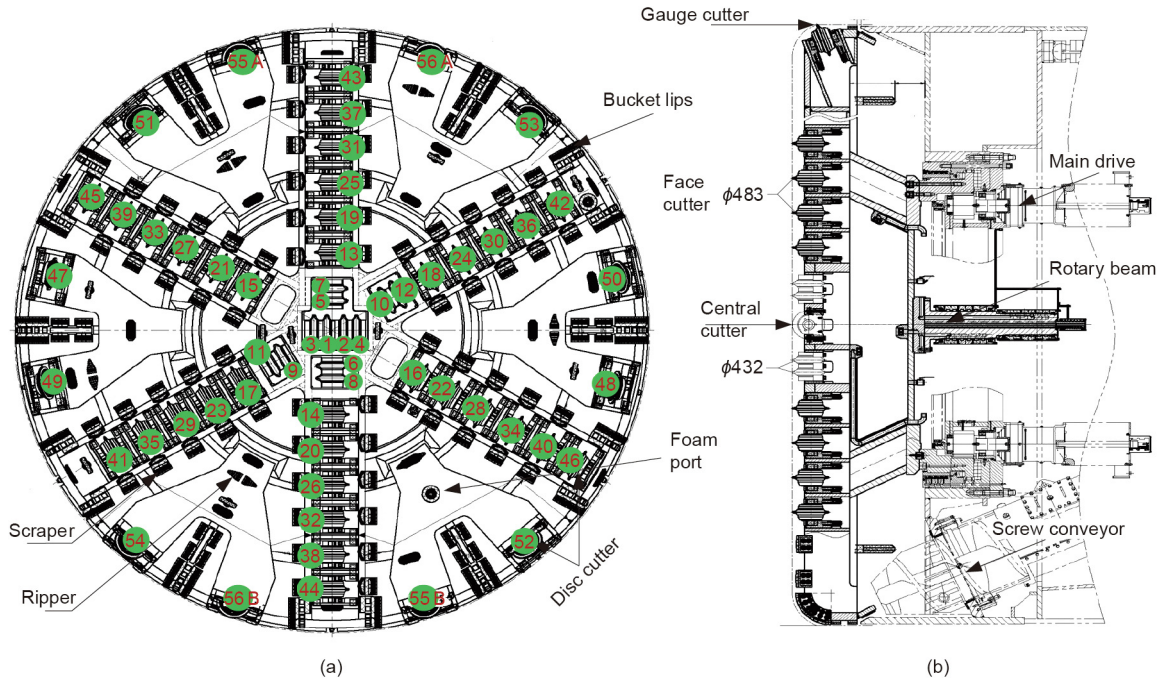 Gauge cutter
55 A
56 A
43
51
37
53
Bucket lips
31
Main drive
25
Face
cutter
ϕ483
45
39
42
33
19
36
27
30
13
24
21
18
47
50
15
7
12
Rotary beam
5
10
Central
cutter
3 1 2 4
11
6
ϕ432
9
16
49
8
48
22
17
14
28
23
29
34
20
35
40
Foam
port
41
46
26
Scraper
32
Screw conveyor
54
52
38
Disc cutter
Ripper
44
56 B
55 B
(a)
(b)